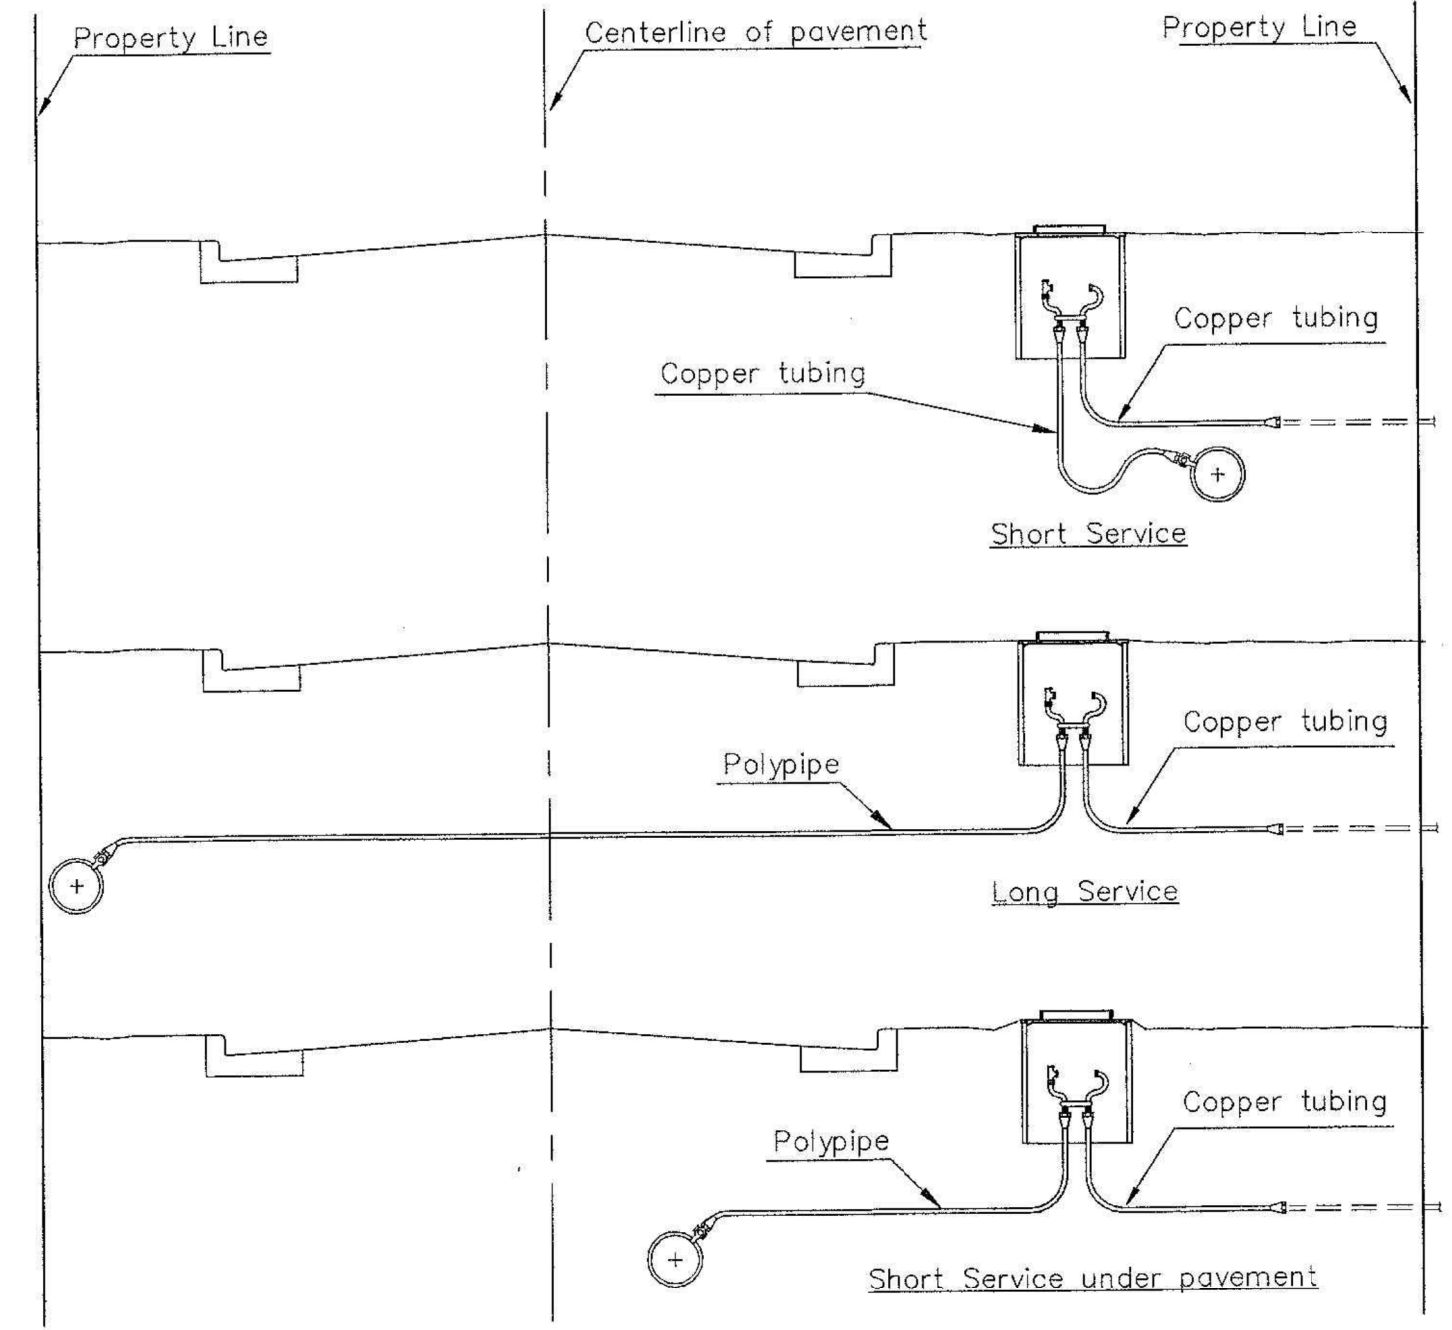 Property Line
Centerline of pavement
Property Line
Copper tubing
Copper tubing
Short Service
Copper tubing
Polypipe
Long Service
Copper tubing
Polypipe
Short Service under pavement